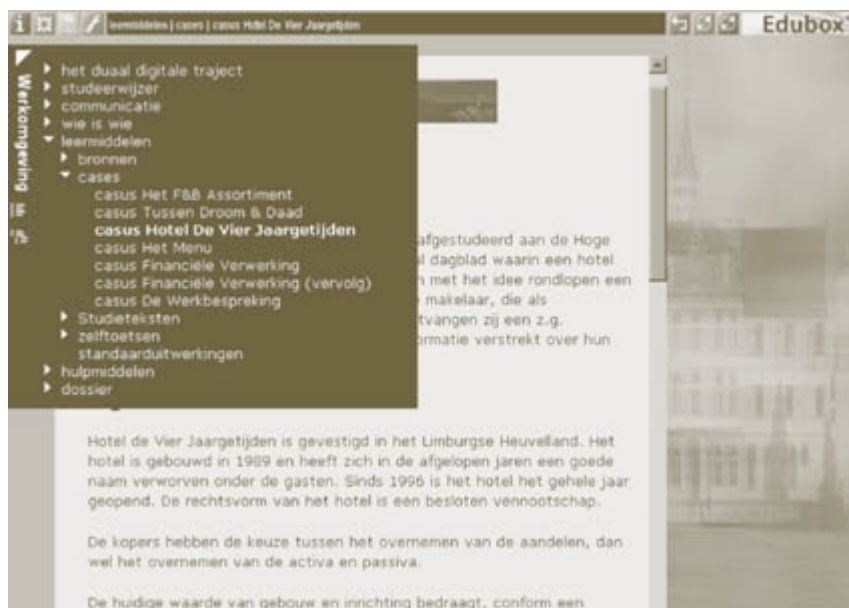 leermiddelen | cases | casus Hotel De Vier Jaargetijden
Edubox
Werkomgeving
het duaal digitale traject
studeerwijzer
communicatie
wie is wie
leermiddelen
bronnen
cases
casus Het F&B Assortiment
casus Tussen Droom & Daad
casus Hotel De Vier Jaargetijden
casus Het Menu
casus Financiële Verwerking
casus Financiële Verwerking (vervolg)
casus De Werkbespreking
Studieteksten
zelftoetsen
standaarduitwerkingen
hulpmiddelen
dossier
afgestudeerd aan de Hoge
dagblad waarin een hotel
met het idee rondlopen een
makelaar, die als
zij een z.g.
verstrekt over hun
Hotel de Vier Jaargetijden is gevestigd in het Limburgse Heuvelland. Het
hotel is gebouwd in 1989 en heeft zich in de afgelopen jaren een goede
naam verworven onder de gasten. Sinds 1996 is het hotel het gehele jaar
geopend. De rechtsvorm van het hotel is een besloten vennootschap.
De kopers hebben de keuze tussen het overnemen van de aandelen, dan
wel het overnemen van de activa en passiva.
De huidige waarde van gebouw en inrichting bedraagt, conform een